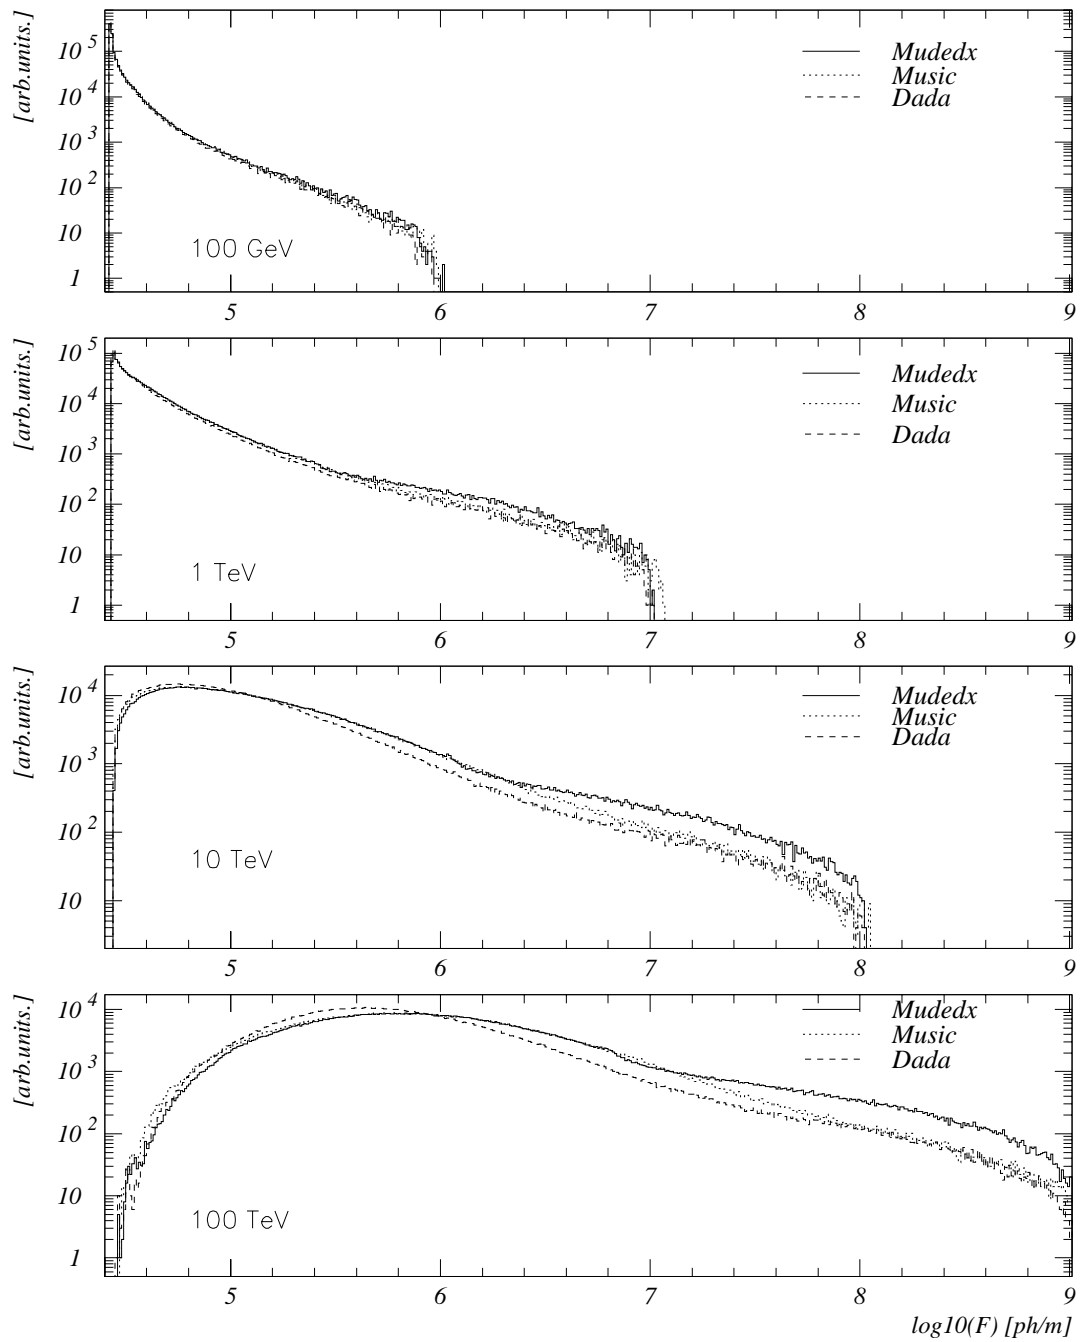 [arb.units.]
10^5
10^4
10^3
10^2
10
1
Mudedx
Music
Dada
100 GeV
5 6 7 8 9
[arb.units.]
10^5
10^4
10^3
10^2
10
1
Mudedx
Music
Dada
1 TeV
5 6 7 8 9
[arb.units.]
10^4
10^3
10^2
10
Mudedx
Music
Dada
10 TeV
5 6 7 8 9
[arb.units.]
10^4
10^3
10^2
10
1
Mudedx
Music
Dada
100 TeV
5 6 7 8 9
log10(F) [ph/m]